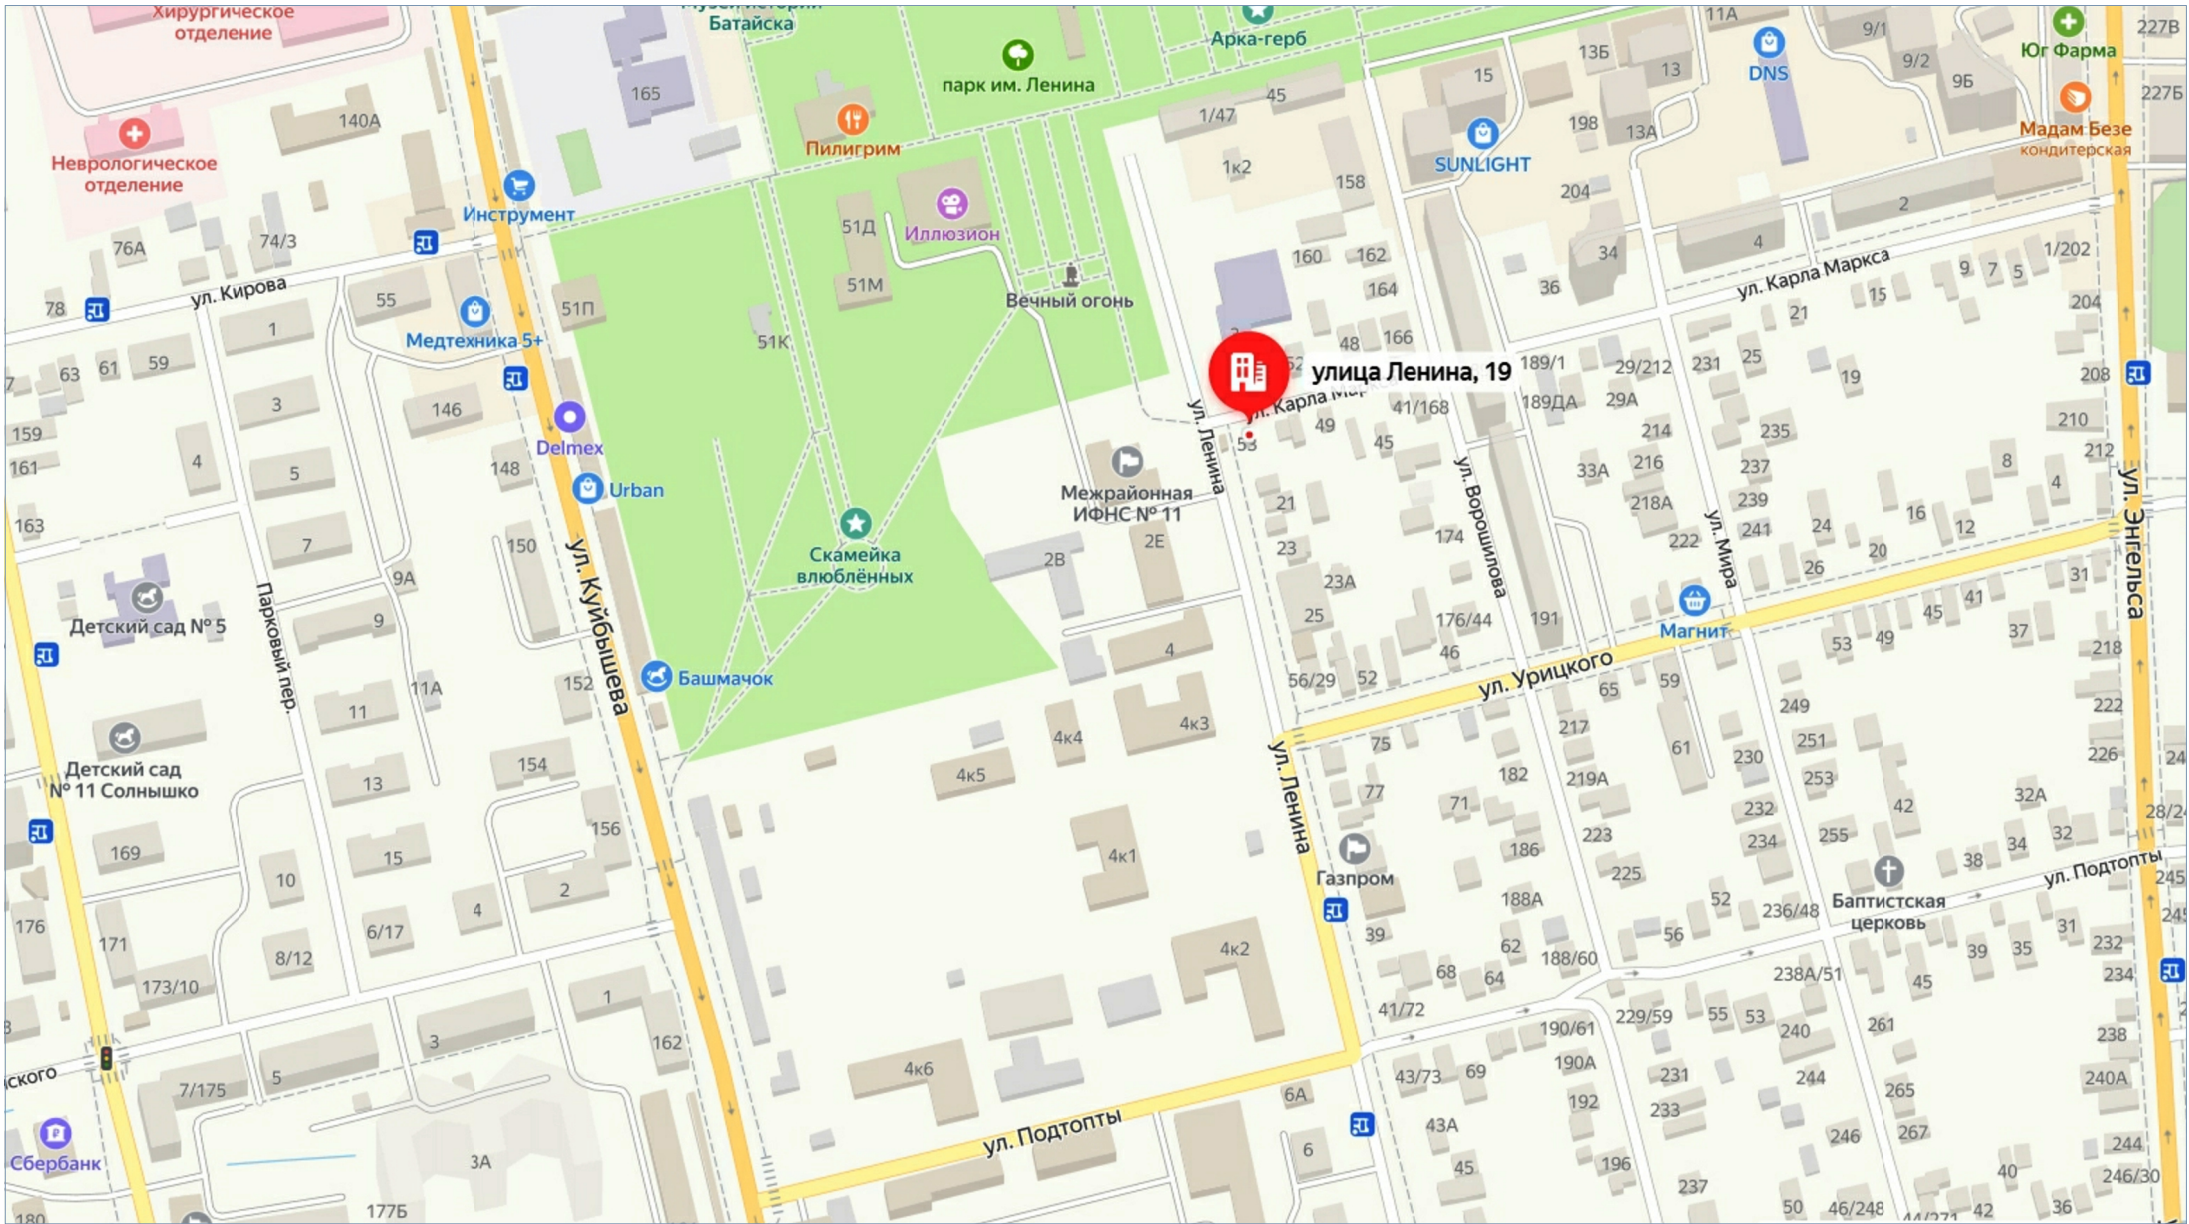 Хирургическое
отделение
Батайска
Арка-герб
парк им. Ленина
11А
13Б
13
15
DNS
9/1
9/2
9Б
Юг Фарма
227В
227Б
Мадам Безе
кондитерская
165
140А
Неврологическое
отделение
Пилигрим
1/47
45
1к2
158
SUNLIGHT
198
13А
204
2
Инструмент
76А
74/3
51Д
Иллюзион
51М
Вечный огонь
160
162
164
34
36
4
ул. Карла Маркса
9
7
5
1/202
204
15
21
78
ул. Кирова
55
1
Медтехника 5+
51П
51К
48
166
улица Ленина, 19
189/1
29/212
231
25
19
208
63
61
59
3
146
Delmex
ул. Ленина
ул. Карла
53
49
41/168
45
189ДА
29А
214
235
210
212
159
161
4
5
148
Urban
Межрайонная
ИФНС № 11
21
ул. Ворошилова
33А
216
237
218А
239
8
4
ул. Энгельса
163
7
150
Скамейка
влюблённых
2В
2Е
23
174
222
241
ул. Мира
24
16
12
20
26
31
9А
Детский сад № 5
9
Парковый пер.
ул. Куйбышева
23А
25
176/44
191
Магнит
45
41
53
49
37
218
Башмачок
4
46
56/29
52
ул. Урицкого
65
59
11А
152
11
222
249
4к3
4к4
217
75
61
251
226
230
Детский сад
№ 11 Солнышко
154
13
4к5
ул. Ленина
182
219А
253
77
71
232
42
32А
28/24
156
169
15
4к1
223
234
255
32
34
186
38
Газпром
225
ул. Подтопты
10
2
Баптистская
церковь
245
176
171
4
6/17
188А
52
236/48
8/12
4к2
39
62
56
31
232
39
35
188/60
68
64
238А/51
45
234
173/10
1
3
162
41/72
190/61
229/59
55
53
240
261
238
5
7/175
4к6
43/73
69
190А
231
244
265
240А
6А
192
233
ул. Подтопты
43А
246
267
244
Сбербанк
3А
6
45
196
237
40
246/30
177Б
50
46/248
42
36
180